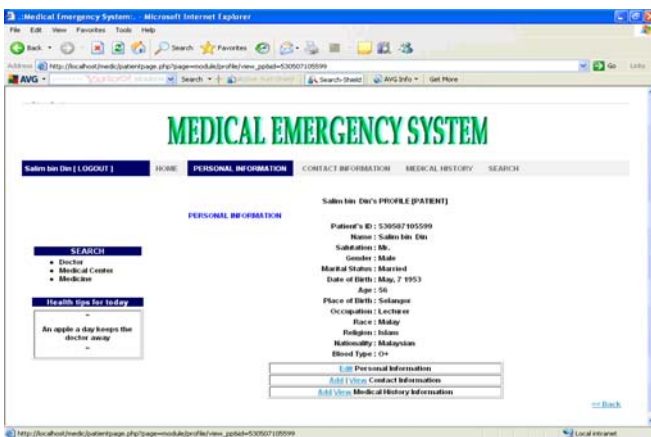 .:Medical Emergency System:. - Microsoft Internet Explorer
File Edit View Favorites Tools Help
Back Search Favorites
Address http://localhost/medic/patientpage.php?page=module/profile/view_pp&id=530507105599 Go Links
AVG Search Search-Shield AVG Info Get More
MEDICAL EMERGENCY SYSTEM
Salim bin Din [ LOGOUT ] HOME PERSONAL INFORMATION CONTACT INFORMATION MEDICAL HISTORY SEARCH
Salim bin Din's PROFILE [PATIENT]
PERSONAL INFORMATION
Patient's ID : 530507105599
Name : Salim bin Din
Salutation : Mr.
Gender : Male
Marital Status : Married
Date of Birth : May, 7 1953
Age : 56
Place of Birth : Selangor
Occupation : Lecturer
Race : Malay
Religion : Islam
Nationality : Malaysian
Blood Type : O+
SEARCH
Doctor
Medical Center
Medicine
Health tips for today
~
An apple a day keeps the
doctor away
~
Edit Personal Information
Add | View Contact Information
Add View Medical History Information
<< Back
http://localhost/medic/patientpage.php?page=module/profile/view_pp&id=530507105599 Local intranet